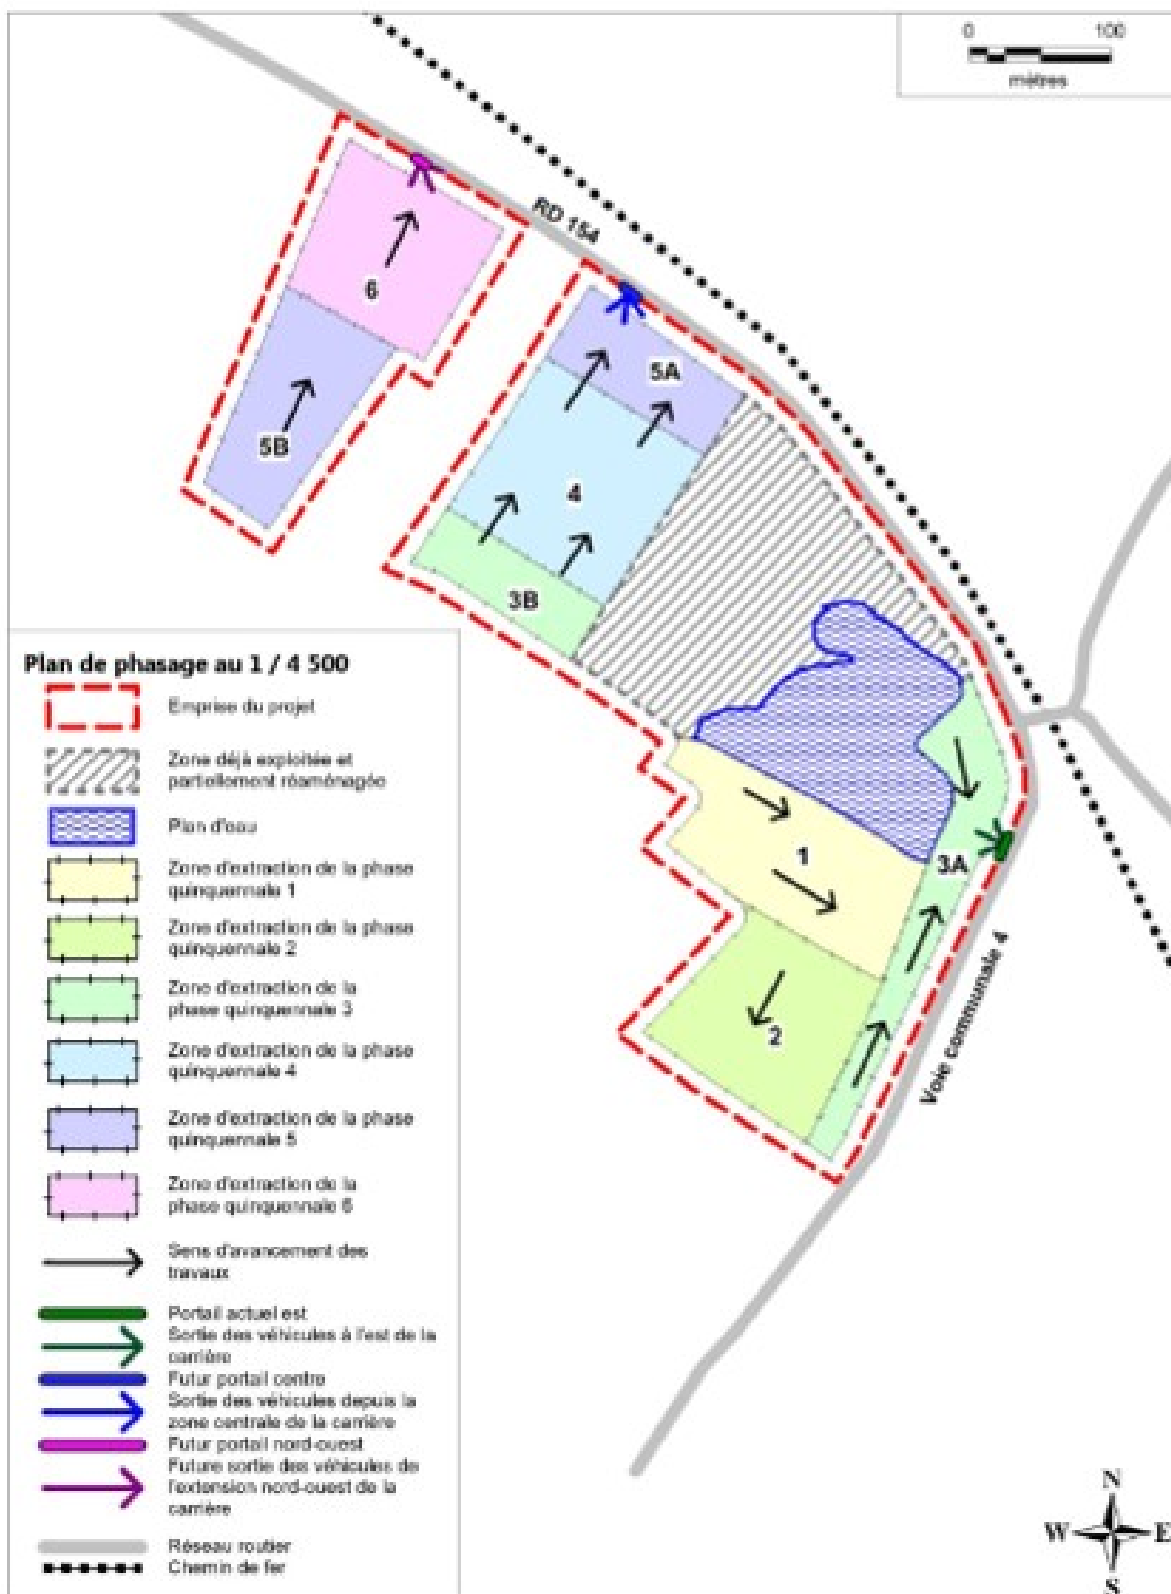 0 100
mètres
RD 154
6
5A
5B
4
3B
1
3A
2
Voie communale 4
Plan de phasage au 1 / 4 500
Emprise du projet
Zone déjà exploitée et
partiellement réaménagée
Plan d'eau
Zone d'extraction de la phase
quinquennale 1
Zone d'extraction de la phase
quinquennale 2
Zone d'extraction de la
phase quinquennale 3
Zone d'extraction de la phase
quinquennale 4
Zone d'extraction de la phase
quinquennale 5
Zone d'extraction de la
phase quinquennale 6
Sens d'avancement des
travaux
Portail actuel est
Sortie des véhicules à l'est de la
carrière
Futur portail centre
Sortie des véhicules depuis la
zone centrale de la carrière
Futur portail nord-ouest
Future sortie des véhicules de
l'extension nord-ouest de la
carrière
Réseau routier
Chemin de fer
N
W E
S